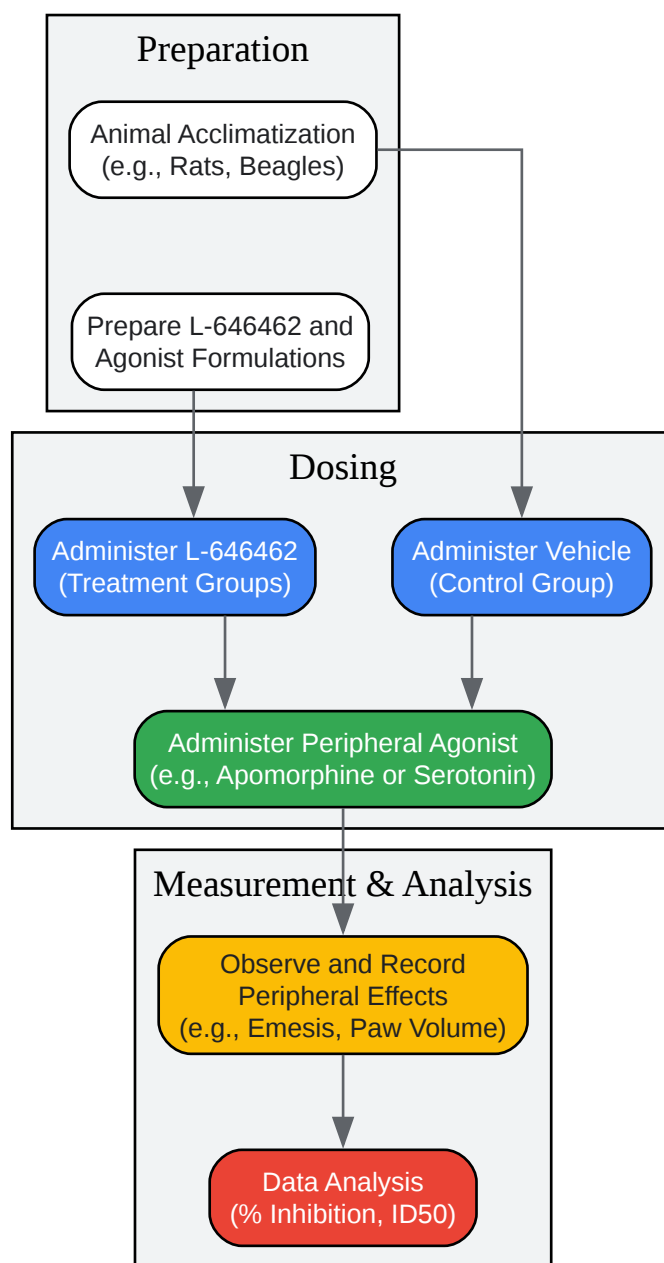 Preparation
Animal Acclimatization
(e.g., Rats, Beagles)
Prepare L-646462 and
Agonist Formulations
Dosing
Administer L-646462
(Treatment Groups)
Administer Vehicle
(Control Group)
Administer Peripheral Agonist
(e.g., Apomorphine or Serotonin)
Measurement & Analysis
Observe and Record
Peripheral Effects
(e.g., Emesis, Paw Volume)
Data Analysis
(% Inhibition, ID50)